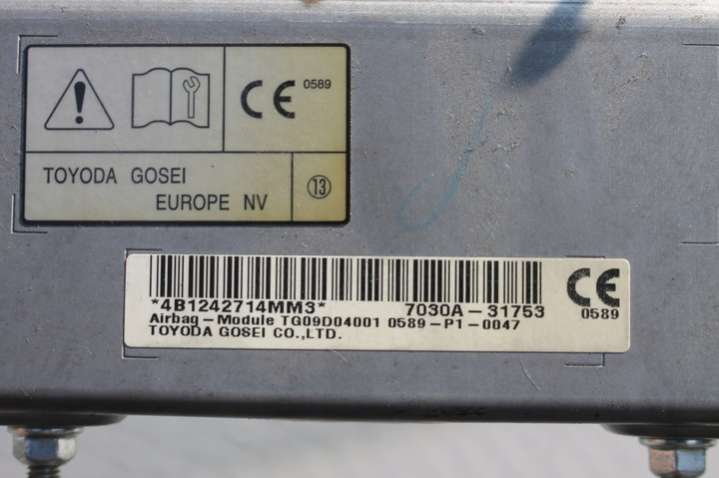 CE 0589
TOYODA GOSEI
EUROPE NV
⑬
*4B1242714MM3* 7030A-31753
Airbag-Module TG09D04001 0589-P1-0047
TOYODA GOSEI CO.,LTD.
CE
0589